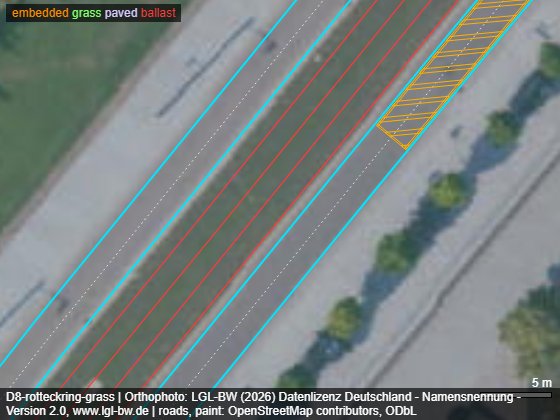 embedded grass paved ballast
5 m
D8-rotteckring-grass | Orthophoto: LGL-BW (2026) Datenlizenz Deutschland - Namensnennung -
Version 2.0, www.lgl-bw.de | roads, paint: OpenStreetMap contributors, ODbL